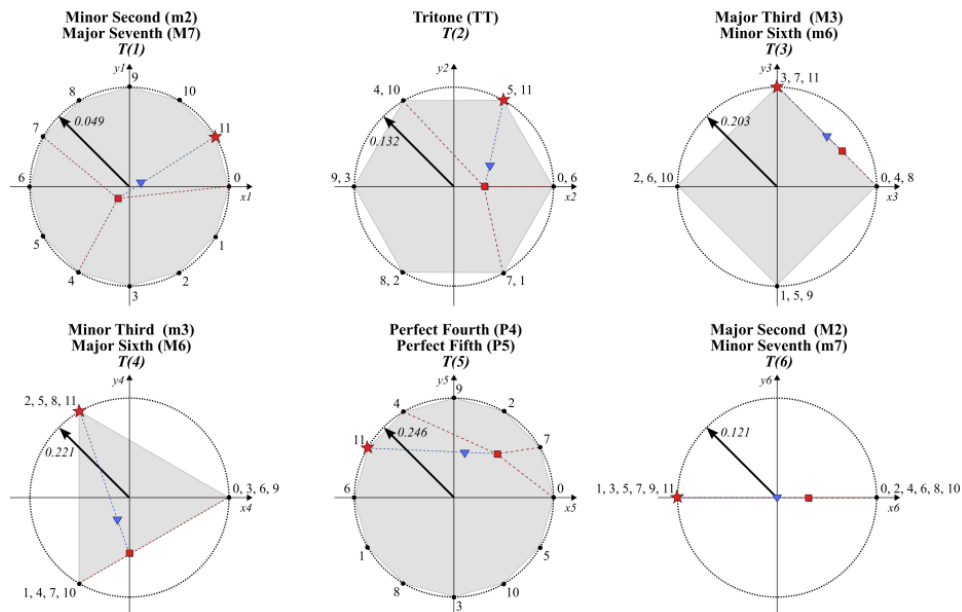 Minor Second (m2)
Major Seventh (M7)
T(1)
y1
9
8
10
0.049
7
11
6
0
x1
5
1
4
2
3
Tritone (TT)
T(2)
y2
4, 10
5, 11
0.132
9, 3
0, 6
x2
8, 2
7, 1
Major Third (M3)
Minor Sixth (m6)
T(3)
y3
3, 7, 11
0.203
2, 6, 10
0, 4, 8
x3
1, 5, 9
Minor Third (m3)
Major Sixth (M6)
T(4)
y4
2, 5, 8, 11
0.221
0, 3, 6, 9
x4
1, 4, 7, 10
Perfect Fourth (P4)
Perfect Fifth (P5)
T(5)
y5
9
4
2
0.246
11
7
6
0
x5
1
5
8
10
3
Major Second (M2)
Minor Seventh (m7)
T(6)
y6
0.121
1, 3, 5, 7, 9, 11
0, 2, 4, 6, 8, 10
x6